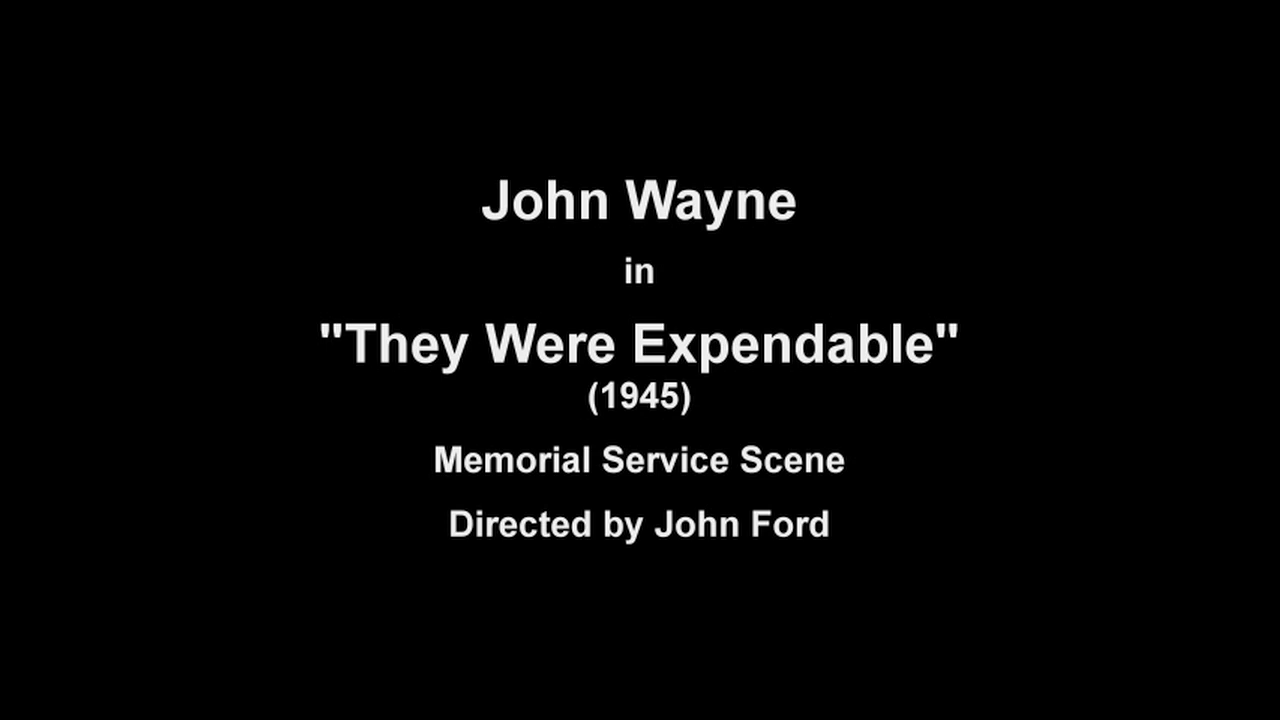 John Wayne
in
"They Were Expendable"
(1945)
Memorial Service Scene
Directed by John Ford